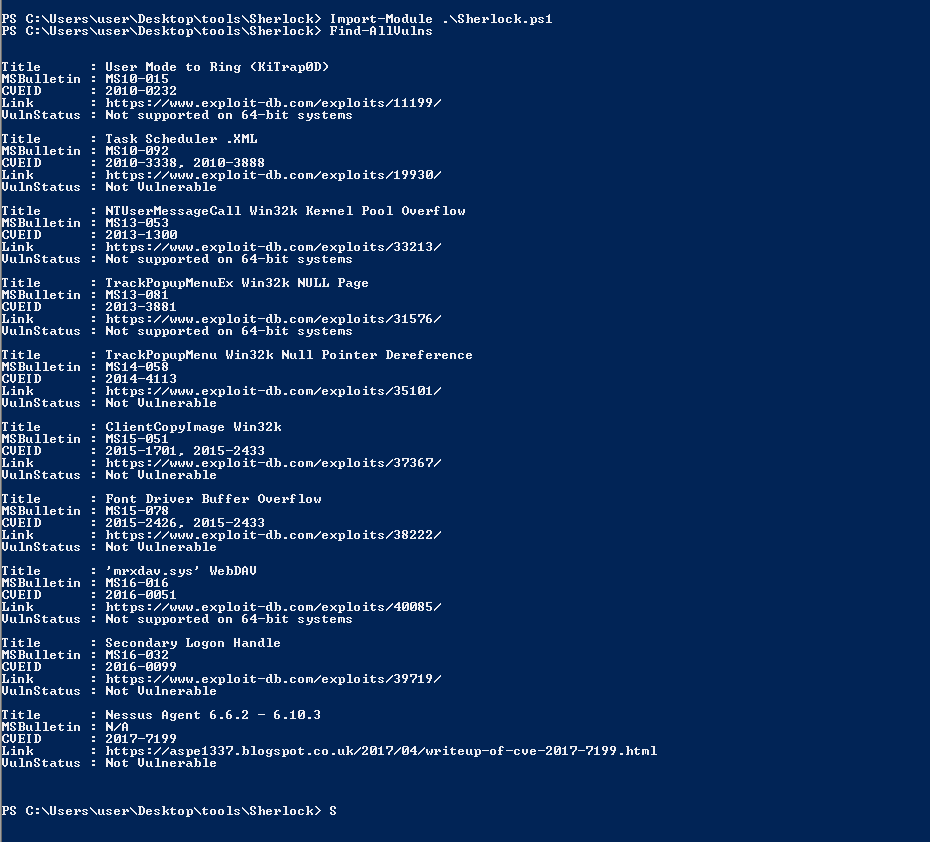 PS C:\Users\user\Desktop\tools\Sherlock> Import-Module .\Sherlock.ps1
PS C:\Users\user\Desktop\tools\Sherlock> Find-AllVulns
Title      : User Mode to Ring (KiTrap0D)
MSBulletin : MS10-015
CVEID      : 2010-0232
Link       : https://www.exploit-db.com/exploits/11199/
VulnStatus : Not supported on 64-bit systems
Title      : Task Scheduler .XML
MSBulletin : MS10-092
CVEID      : 2010-3338, 2010-3888
Link       : https://www.exploit-db.com/exploits/19930/
VulnStatus : Not Vulnerable
Title      : NTUserMessageCall Win32k Kernel Pool Overflow
MSBulletin : MS13-053
CVEID      : 2013-1300
Link       : https://www.exploit-db.com/exploits/33213/
VulnStatus : Not supported on 64-bit systems
Title      : TrackPopupMenuEx Win32k NULL Page
MSBulletin : MS13-081
CVEID      : 2013-3881
Link       : https://www.exploit-db.com/exploits/31576/
VulnStatus : Not supported on 64-bit systems
Title      : TrackPopupMenu Win32k Null Pointer Dereference
MSBulletin : MS14-058
CVEID      : 2014-4113
Link       : https://www.exploit-db.com/exploits/35101/
VulnStatus : Not Vulnerable
Title      : ClientCopyImage Win32k
MSBulletin : MS15-051
CVEID      : 2015-1701, 2015-2433
Link       : https://www.exploit-db.com/exploits/37367/
VulnStatus : Not Vulnerable
Title      : Font Driver Buffer Overflow
MSBulletin : MS15-078
CVEID      : 2015-2426, 2015-2433
Link       : https://www.exploit-db.com/exploits/38222/
VulnStatus : Not Vulnerable
Title      : 'mrxdav.sys' WebDAV
MSBulletin : MS16-016
CVEID      : 2016-0051
Link       : https://www.exploit-db.com/exploits/40085/
VulnStatus : Not supported on 64-bit systems
Title      : Secondary Logon Handle
MSBulletin : MS16-032
CVEID      : 2016-0099
Link       : https://www.exploit-db.com/exploits/39719/
VulnStatus : Not Vulnerable
Title      : Nessus Agent 6.6.2 - 6.10.3
MSBulletin : N/A
CVEID      : 2017-7199
Link       : https://aspe1337.blogspot.co.uk/2017/04/writeup-of-cve-2017-7199.html
VulnStatus : Not Vulnerable
PS C:\Users\user\Desktop\tools\Sherlock> S